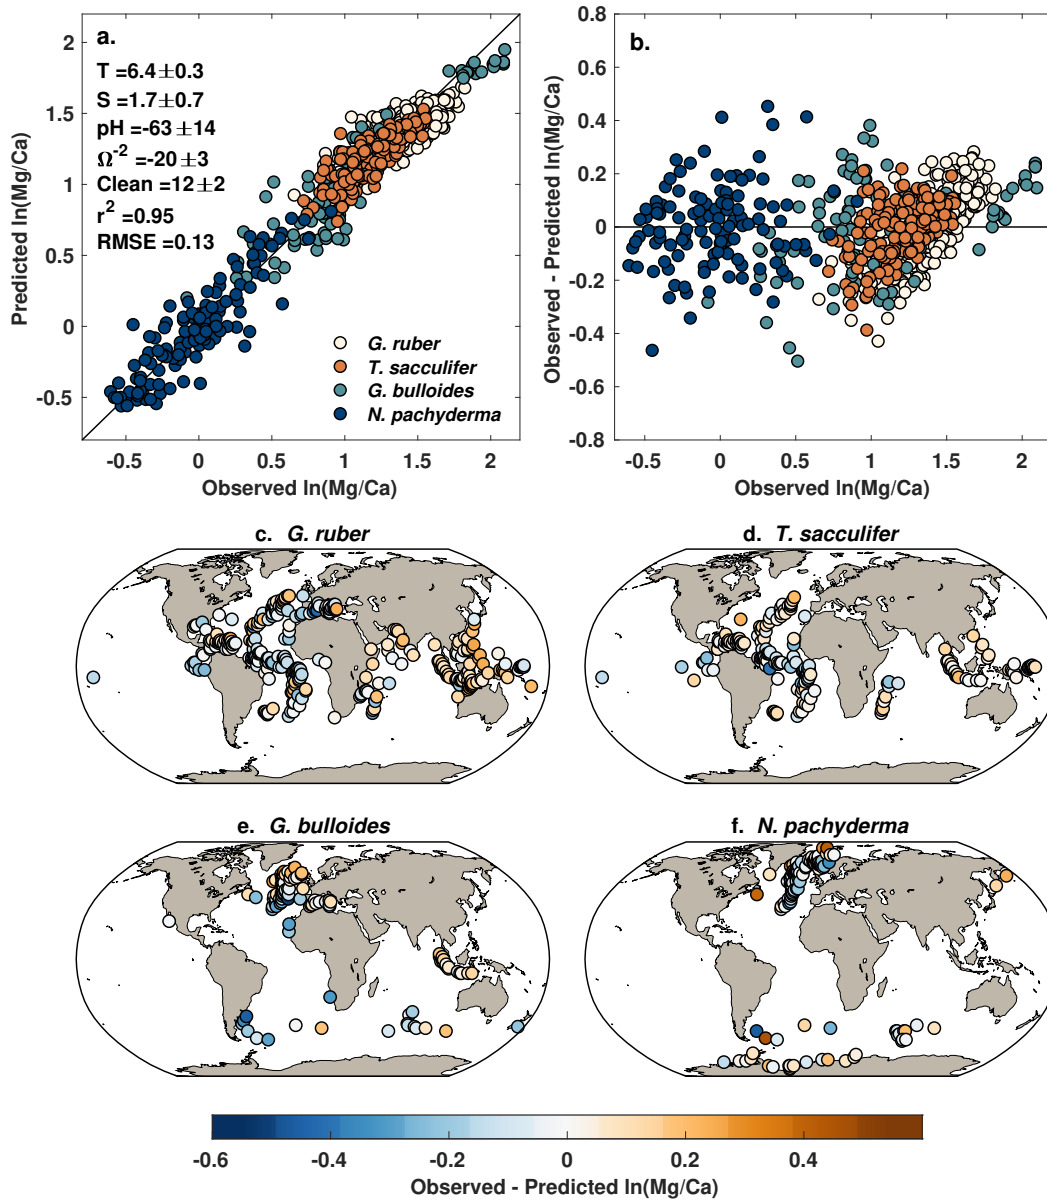 a.
T =6.4±0.3
S =1.7±0.7
pH =-63±14
Ω-2 =-20±3
Clean =12±2
r2 =0.95
RMSE =0.13
G. ruber
T. sacculifer
G. bulloides
N. pachyderma
2
1.5
1
0.5
0
-0.5
Predicted ln(Mg/Ca)
-0.5 0 0.5 1 1.5 2
Observed ln(Mg/Ca)
b.
0.8
0.6
0.4
0.2
0
-0.2
-0.4
-0.6
-0.8
Observed - Predicted ln(Mg/Ca)
-0.5 0 0.5 1 1.5 2
Observed ln(Mg/Ca)
c. G. ruber
d. T. sacculifer
e. G. bulloides
f. N. pachyderma
-0.6 -0.4 -0.2 0 0.2 0.4
Observed - Predicted ln(Mg/Ca)